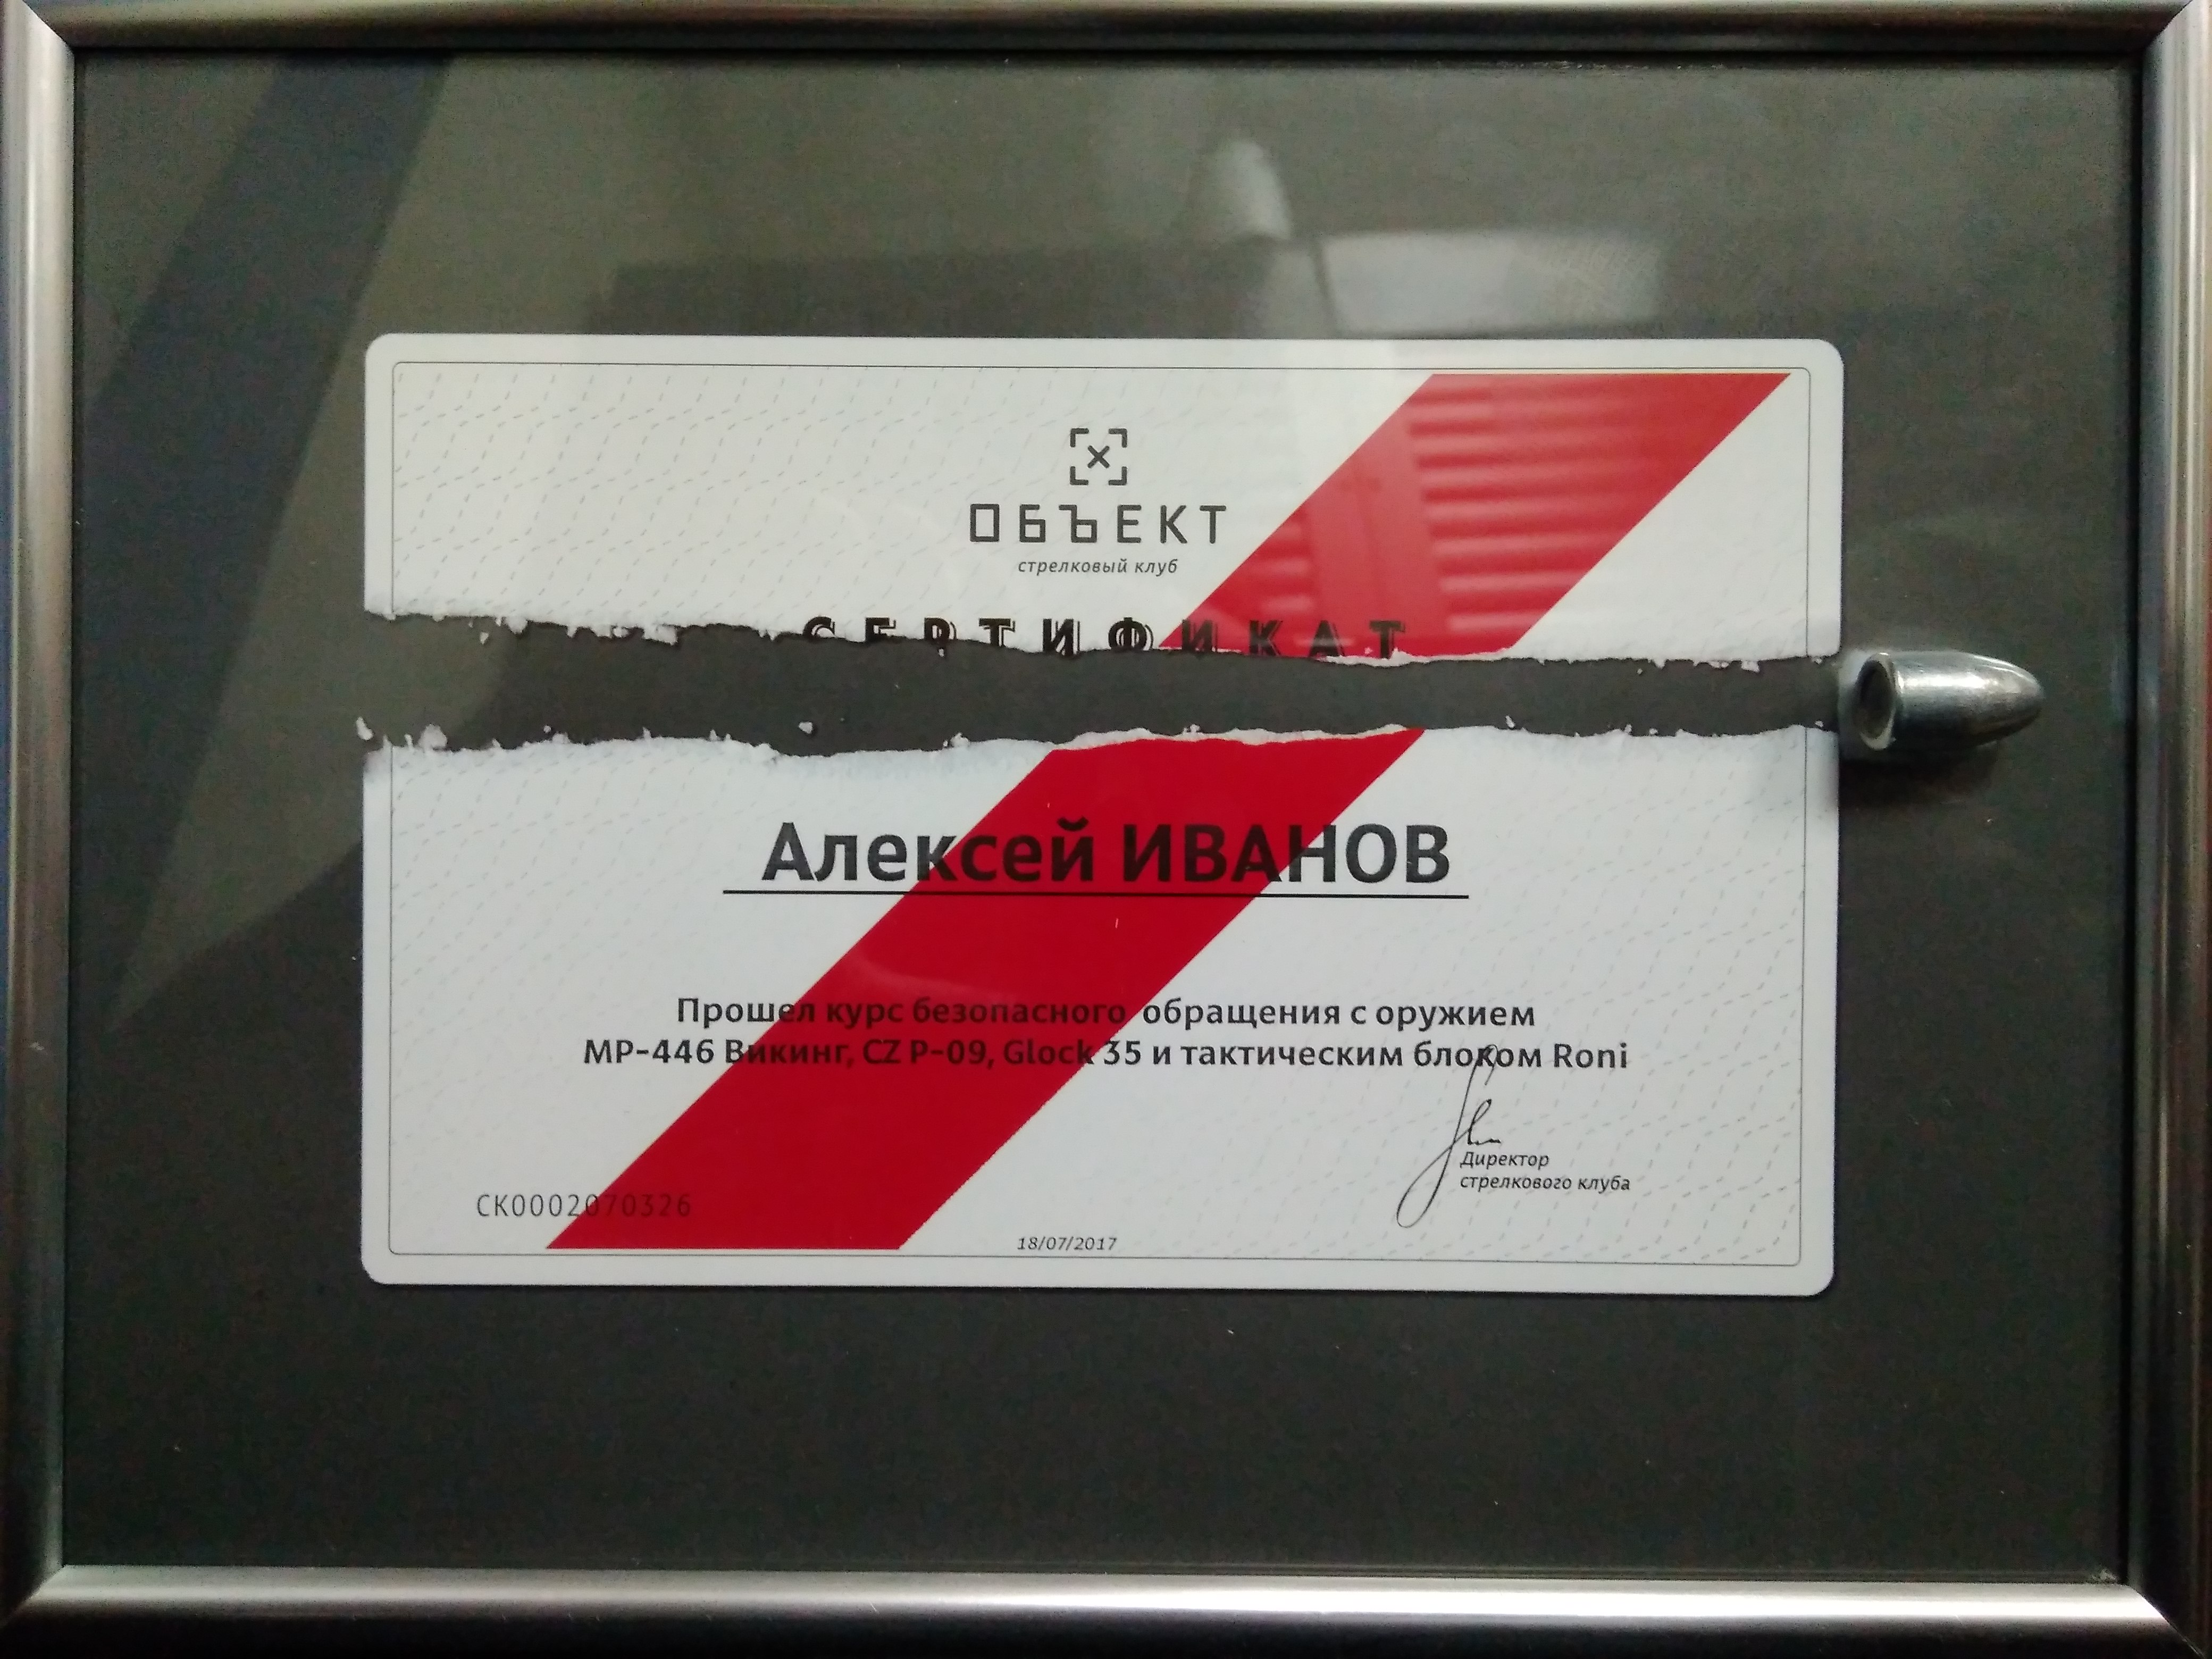 ОБЪЕКТ
стрелковый клуб
СЕРТИФИКАТ
Алексей ИВАНОВ
Прошел курс безопасного обращения с оружием
МР-446 Викинг, CZ P-09, Glock 35 и тактическим блоком Roni
Директор
стрелкового клуба
СК0002070326
18/07/2017